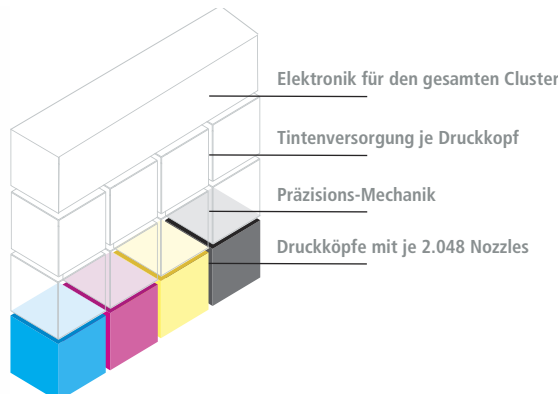 Elektronik für den gesamten Cluster
Tintenversorgung je Druckkopf
Präzisions-Mechanik
Druckköpfe mit je 2.048 Nozzles